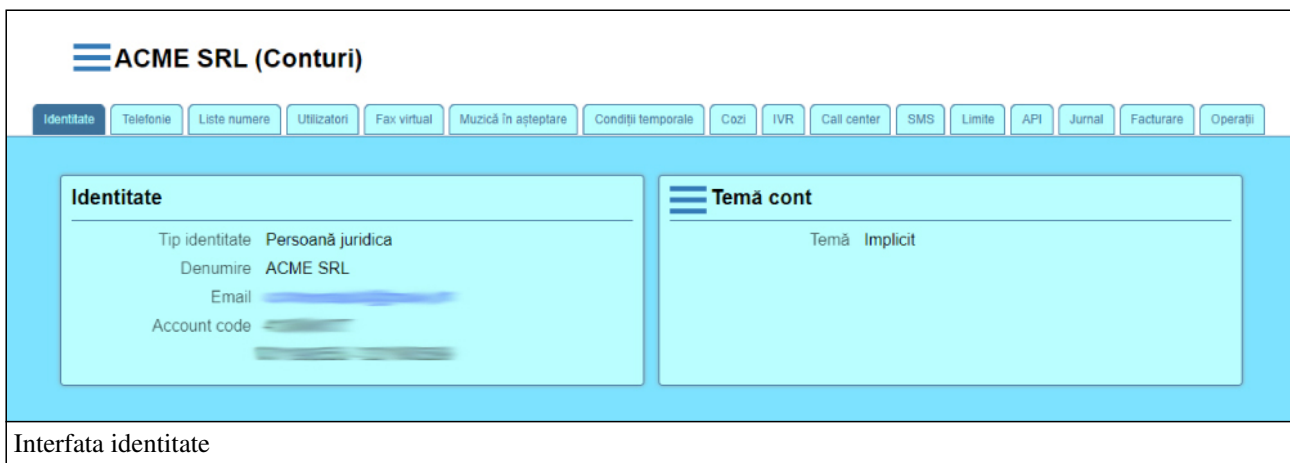 ACME SRL (Conturi)
Identitate Telefonie Liste numere Utilizatori Fax virtual Muzică în așteptare Condiții temporale Cozi IVR Call center SMS Limite API Jurnal Facturare Operații
Identitate
Tip identitate Persoană juridica
Denumire ACME SRL
Email
Account code
Temă cont
Temă Implicit
Interfata identitate